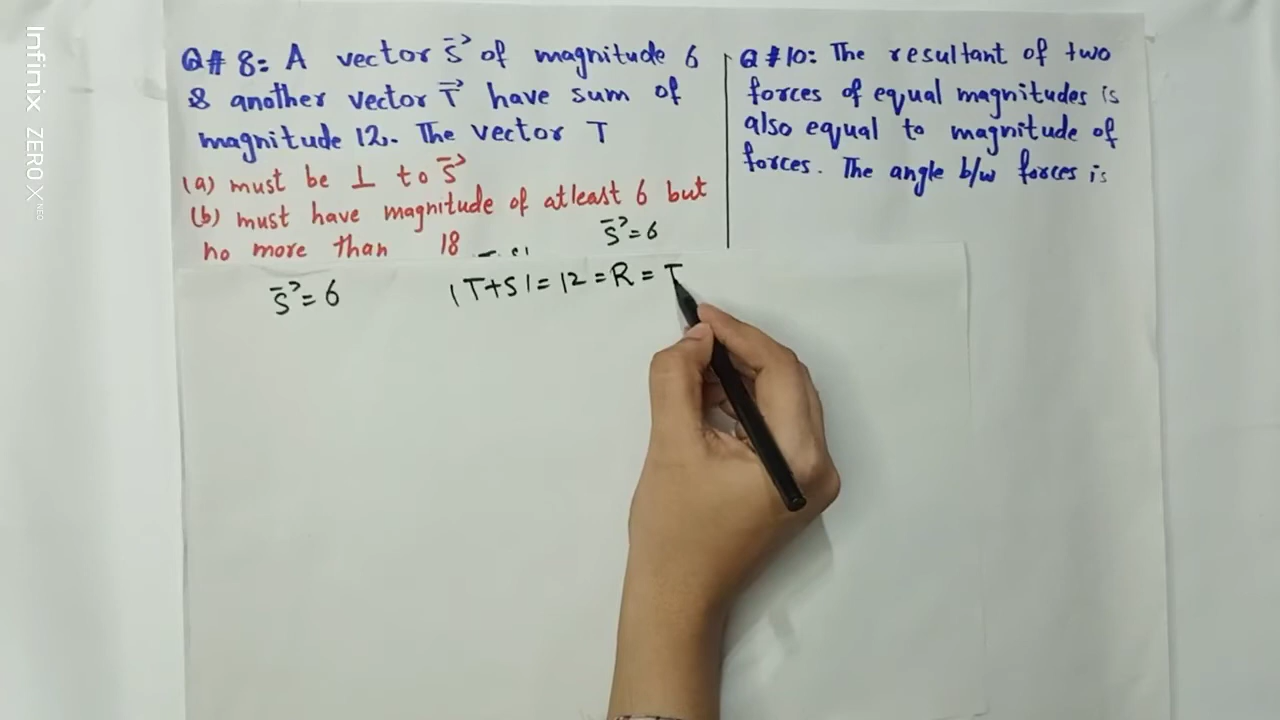 Q# 8: A vector S⃗ of magnitude 6
& another vector T⃗ have sum of
magnitude 12. The vector T
(a) must be ⊥ to S⃗
(b) must have magnitude of atleast 6 but
no more than 18
S⃗ = 6
S⃗ = 6
|T+S| = 12 = R = T
Q #10: The resultant of two
forces of equal magnitudes is
also equal to magnitude of
forces. The angle b/w forces is
Infinix ZERO X NEO